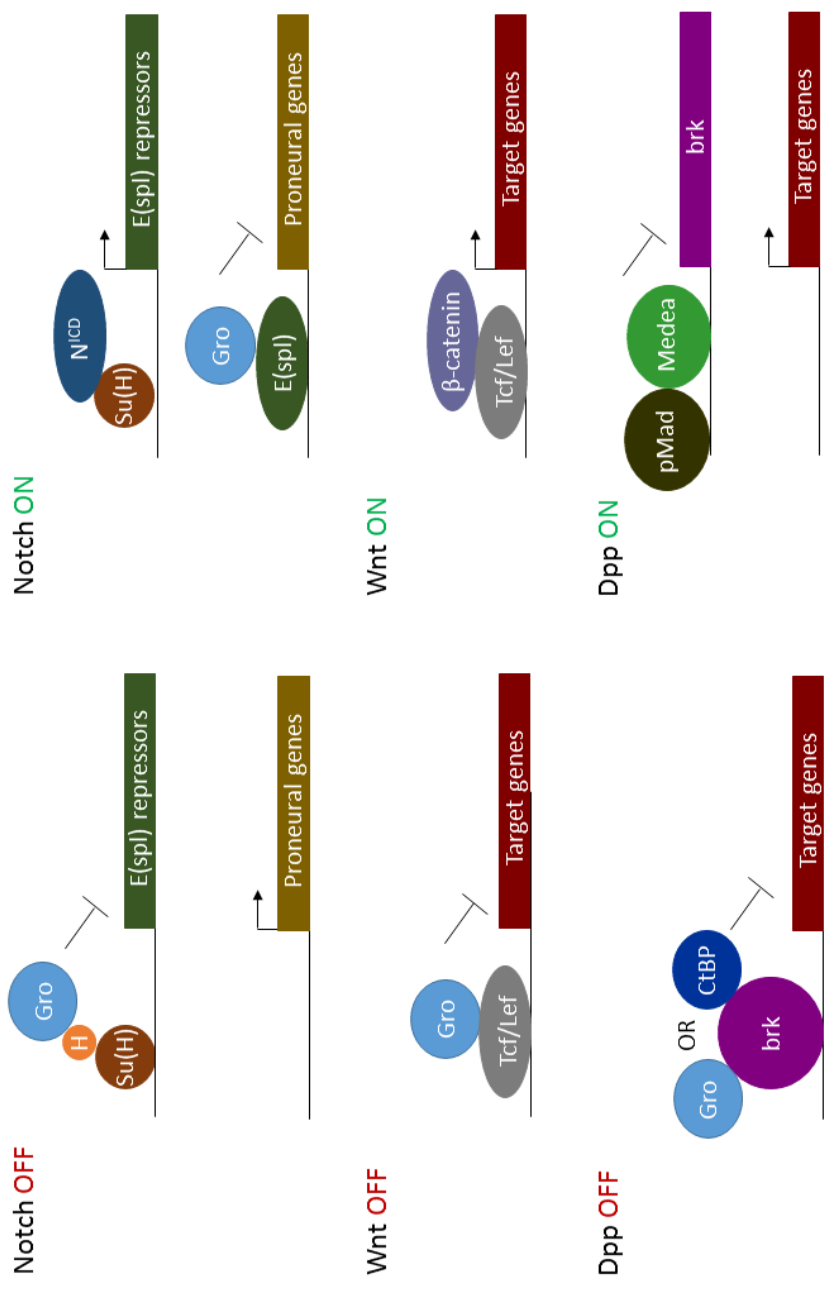 Notch OFF
Gro
H
Su(H)
E(spl) repressors
Proneural genes
Notch ON
N^ICD
Su(H)
E(spl) repressors
Gro
E(spl)
Proneural genes
Wnt OFF
Gro
Tcf/Lef
Target genes
Wnt ON
β-catenin
Tcf/Lef
Target genes
Dpp OFF
Gro
OR
CtBP
brk
Target genes
Dpp ON
pMad
Medea
brk
Target genes